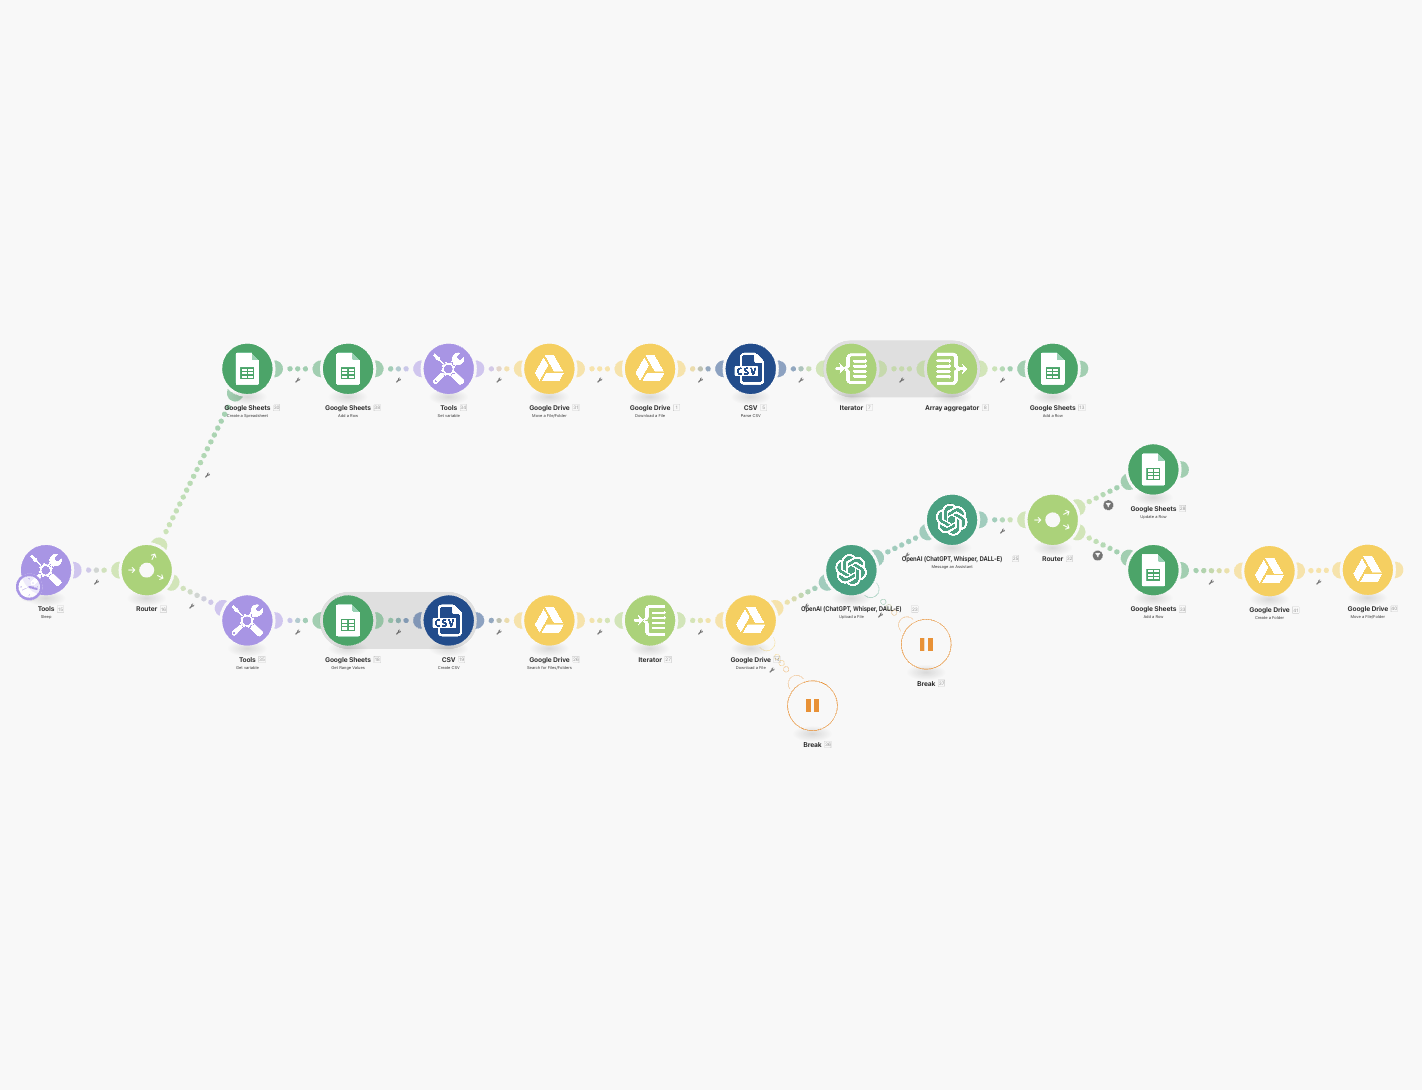 Google Sheets
Create a Spreadsheet
Google Sheets
Add a Row
Tools
Set variable
Google Drive
Move a File/Folder
Google Drive 1
Download a File
CSV
Parse CSV
Iterator
Array aggregator
Google Sheets
Add a Row
Google Sheets
Update a Row
OpenAI (ChatGPT, Whisper, DALL-E)
Message an Assistant
Router
Tools
Sleep
Router
OpenAI (ChatGPT, Whisper, DALL-E)
Upload a File
Google Sheets
Add a Row
Google Drive
Create a Folder
Google Drive
Move a File/Folder
Tools
Get variable
Google Sheets
Get Range Values
CSV
Create CSV
Google Drive
Search for Files/Folders
Iterator
Google Drive
Download a File
Break
Break